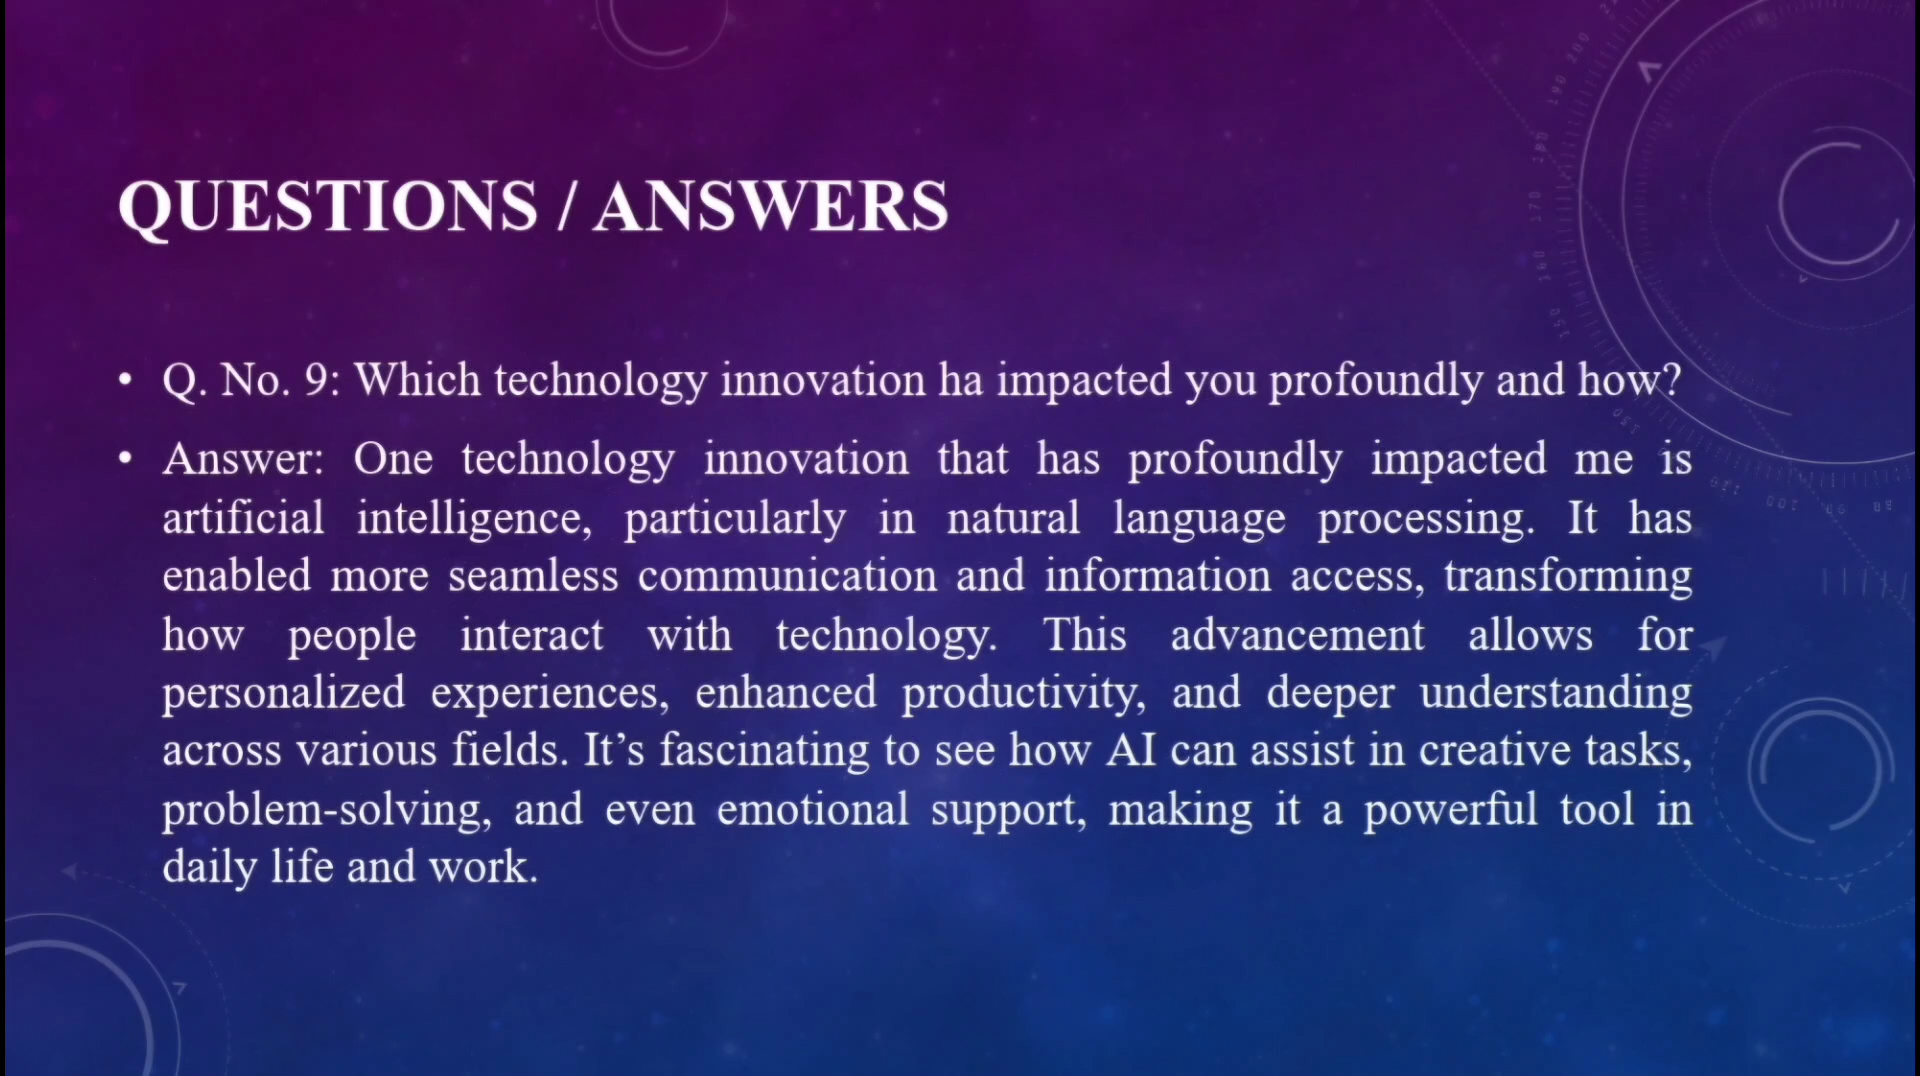 QUESTIONS / ANSWERS
• Q. No. 9: Which technology innovation ha impacted you profoundly and how?
• Answer: One technology innovation that has profoundly impacted me is
artificial intelligence, particularly in natural language processing. It has
enabled more seamless communication and information access, transforming
how people interact with technology. This advancement allows for
personalized experiences, enhanced productivity, and deeper understanding
across various fields. It’s fascinating to see how AI can assist in creative tasks,
problem-solving, and even emotional support, making it a powerful tool in
daily life and work.